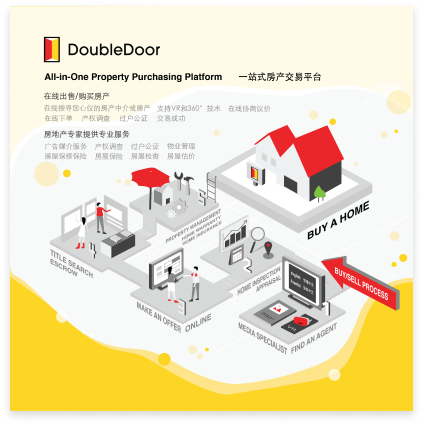 DoubleDoor
All-in-One Property Purchasing Platform 一站式房产交易平台
在线出售/购买房产
在线搜寻您心仪的房产中介或房产 支持VR和360°技术 在线协商议价
在线下单 产权调查 过户公证 交易成功
房地产专家提供专业服务
广告媒介服务 产权调查 过户公证 物业管理
房屋保修保险 房屋保险 房屋检查 房屋估价
PROPERTY MANAGEMENT
HOME WARRANTY
HOME INSURANCE
BUY A HOME
TITLE SEARCH
ESCROW
HOME INSPECTION
APPRAISAL
BUY/SELL PROCESS
MAKE AN OFFER ONLINE
MEDIA SPECIALIST FIND AN AGENT